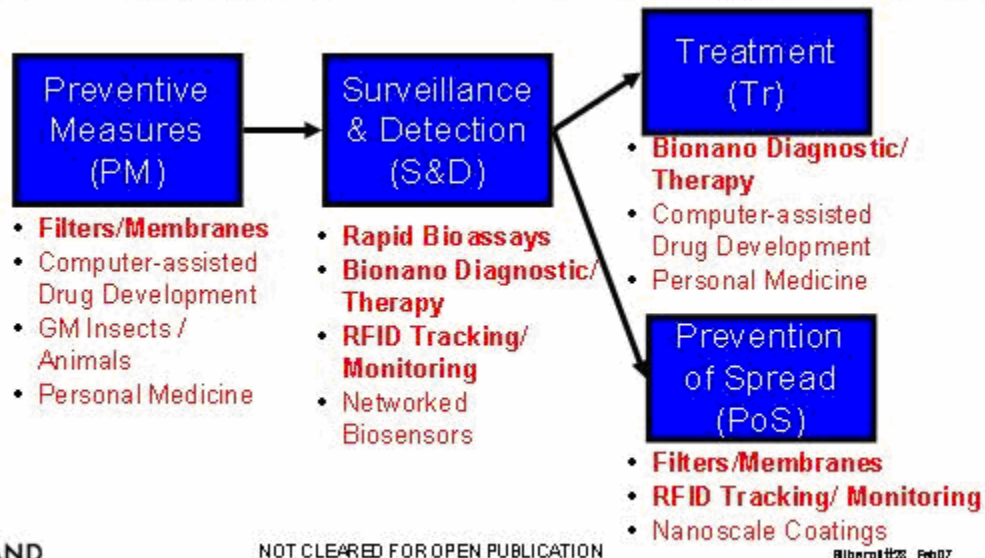 Preventive
Measures
(PM)
• Filters/Membranes
• Computer-assisted
Drug Development
• GM Insects /
Animals
• Personal Medicine
Surveillance
& Detection
(S&D)
• Rapid Bioassays
• Bionano Diagnostic/
Therapy
• RFID Tracking/
Monitoring
• Networked
Biosensors
Treatment
(Tr)
• Bionano Diagnostic/
Therapy
• Computer-assisted
Drug Development
• Personal Medicine
Prevention
of Spread
(PoS)
• Filters/Membranes
• RFID Tracking/ Monitoring
• Nanoscale Coatings
NOT CLEARED FOR OPEN PUBLICATION